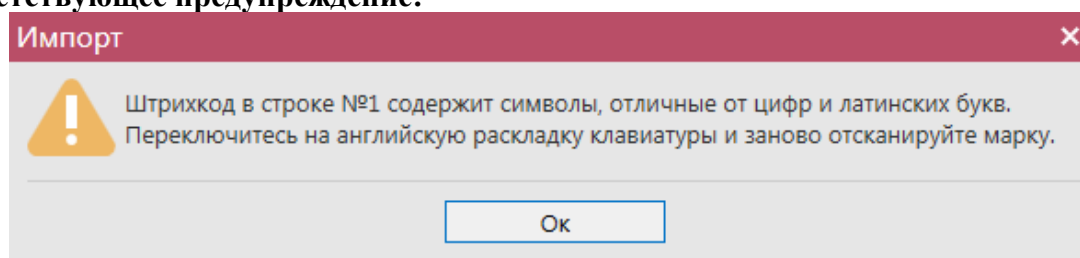 предупреждение:
Импорт
Штрихкод в строке №1 содержит символы, отличные от цифр и латинских букв.
Переключитесь на английскую раскладку клавиатуры и заново отсканируйте марку.
Ок